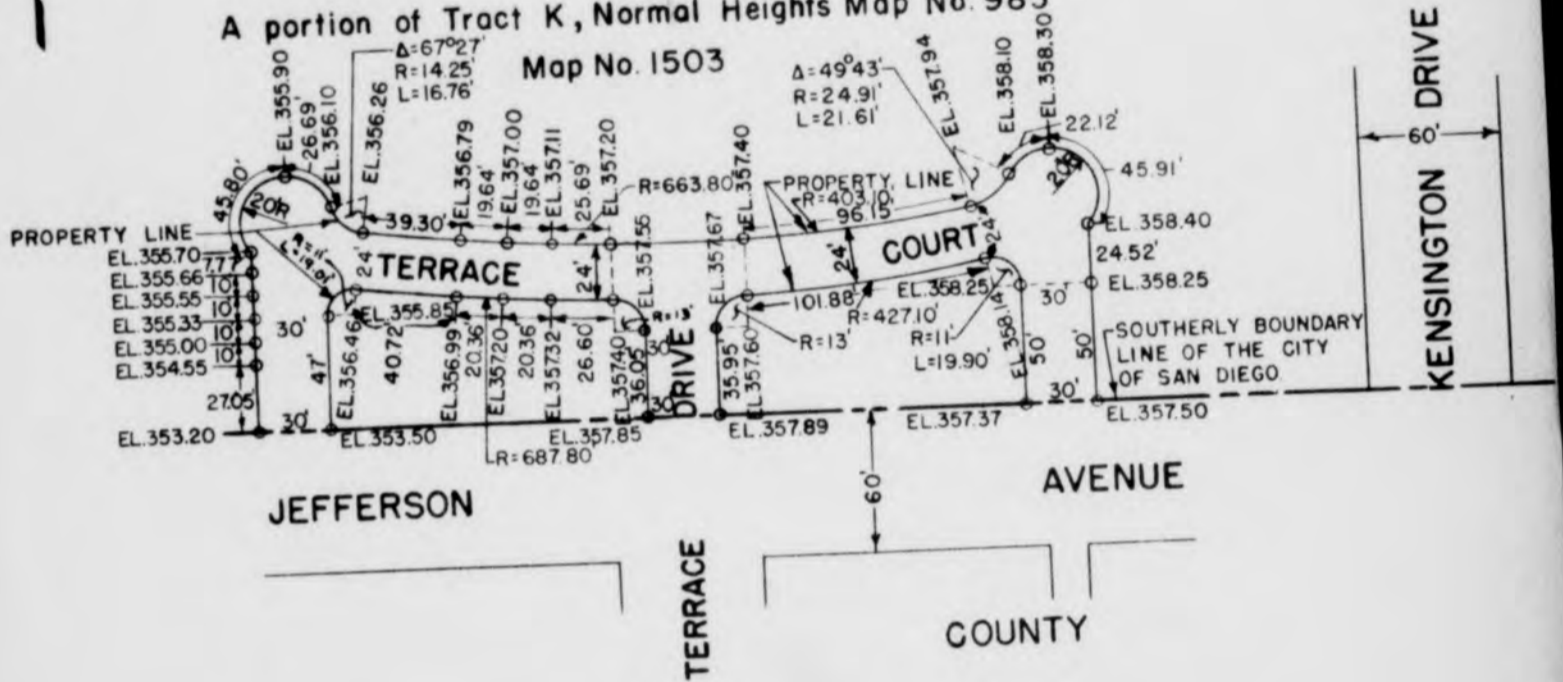 A portion of Tract K, Normal Heights Map No. 985
Map No. 1503
Δ=67°27'
R=14.25'
L=16.76'
Δ=49°43'
R=24.91'
L=21.61'
EL.355.90
26.69'
EL.356.10
EL.356.26
EL.356.79
19.64'
EL.357.00
19.64'
EL.357.11
25.69'
EL.357.20
R=663.80'
EL.357.40
PROPERTY LINE
R=403.10'
96.15'
EL.357.94
EL.358.10
EL.358.30
22.12'
20'R
45.91'
45.80'
20'R
39.30'
PROPERTY LINE
EL.355.70
7.7'
EL.355.66
10'
EL.355.55
10'
EL.355.33
10'
EL.355.00
10'
EL.354.55
27.05
EL.353.20
30'
EL.353.50
R=11'
24'
TERRACE
24'
EL.357.55
EL.357.67
24'
COURT
24'
EL.358.40
24.52'
EL.358.25
30'
30'
47'
EL.355.85
EL.356.46
40.72'
EL.356.99
20.36'
EL.357.20
20.36'
EL.357.32
26.60'
EL.357.40
R=13'
30'
36.05'
30'
DRIVE
35.95'
EL.357.60
101.88'
R=13'
R=427.10'
EL.358.25
R=11'
L=19.90'
EL.358.14
50'
50'
30'
SOUTHERLY BOUNDARY
LINE OF THE CITY
OF SAN DIEGO.
EL.357.85
R=687.80'
EL.357.89
EL.357.37
EL.357.50
60'
KENSINGTON DRIVE
JEFFERSON
AVENUE
60'
TERRACE
COUNTY